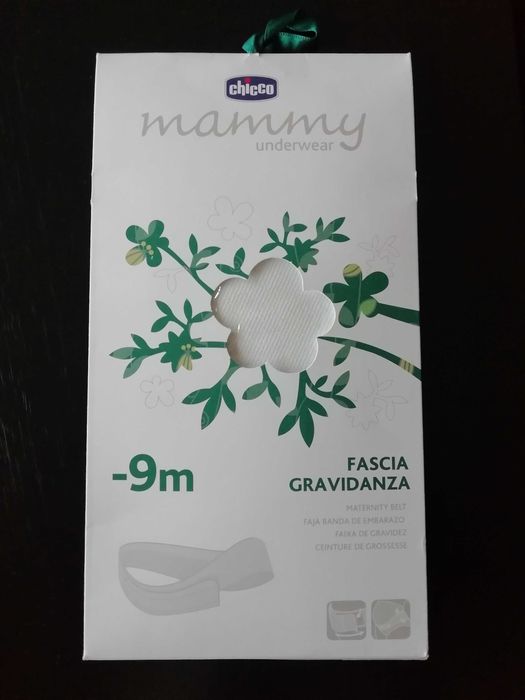 chicco
mammy
underwear
-9m
FASCIA
GRAVIDANZA
MATERNITY BELT
FAJA BANDA DE EMBARAZO
FAIXA DE GRAVIDEZ
CEINTURE DE GROSSESSE